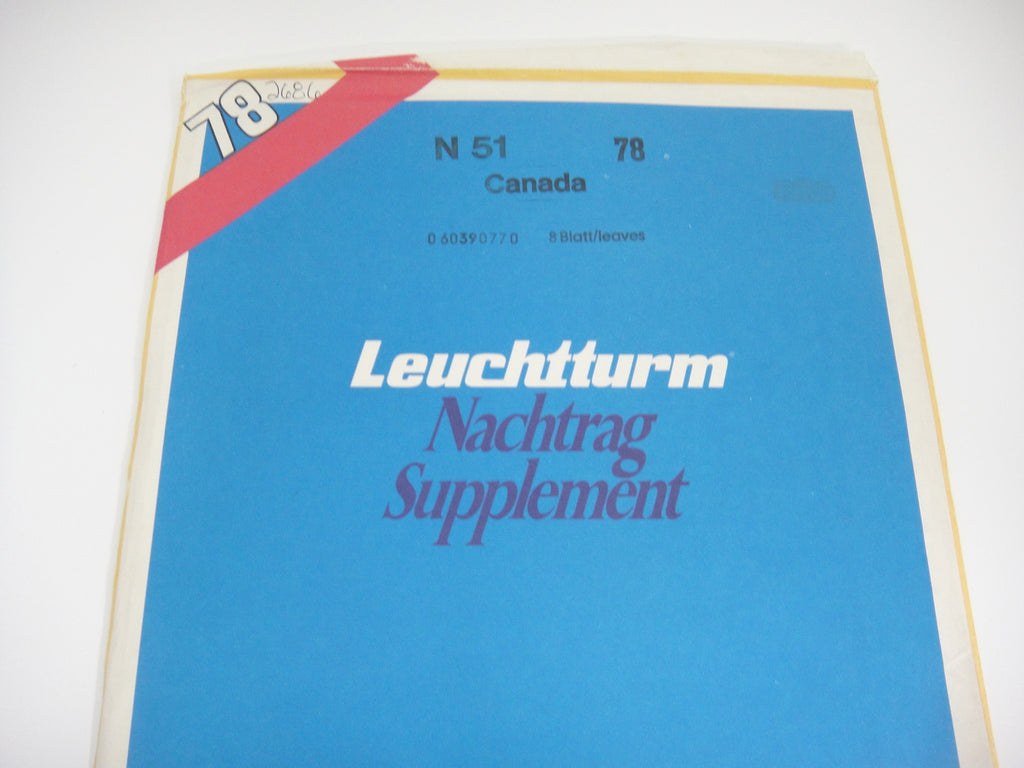 78
2686
N 51 78
Canada
0 60390770 8 Blatt/leaves
Leuchtturm
Nachtrag
Supplement